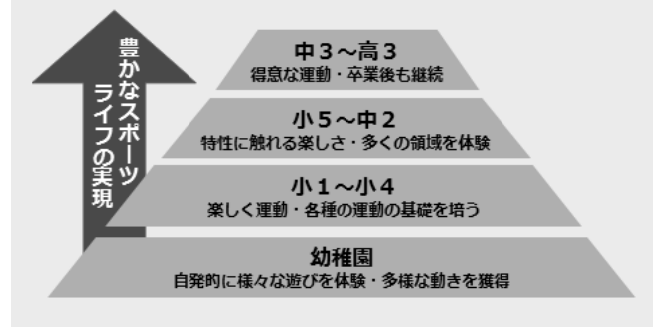 豊かなスポーツ
ライフの実現
中３～高３
得意な運動・卒業後も継続
小５～中２
特性に触れる楽しさ・多くの領域を体験
小１～小４
楽しく運動・各種の運動の基礎を培う
幼稚園
自発的に様々な遊びを体験・多様な動きを獲得